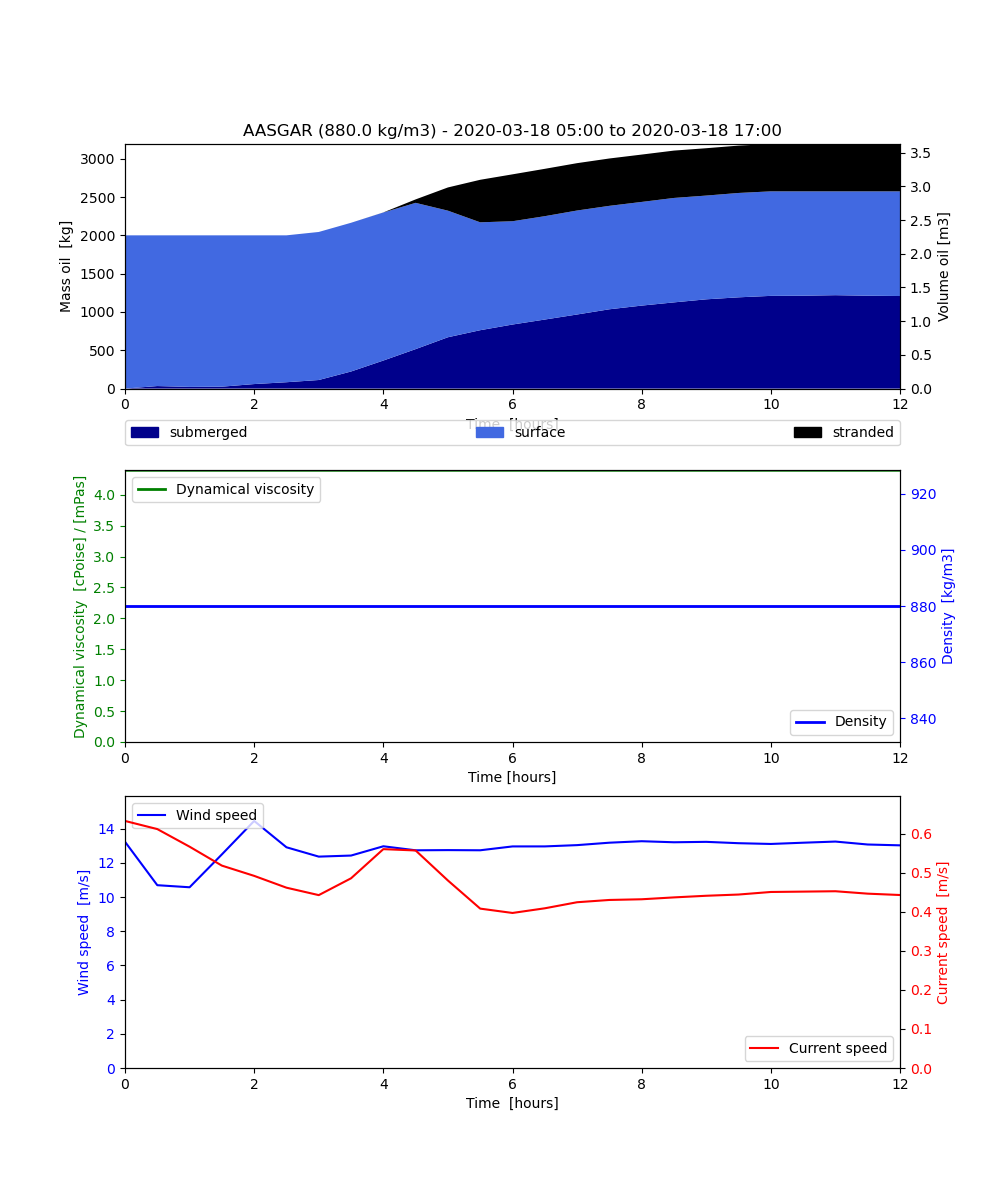 AASGAR (880.0 kg/m3) - 2020-03-18 05:00 to 2020-03-18 17:00
Mass oil [kg]
3000
2500
2000
1500
1000
500
0
3.5
3.0
2.5
2.0
1.5
1.0
0.5
0.0
Volume oil [m3]
0 2 4 6 8 10 12
Time [hours]
submerged surface stranded
Dynamical viscosity [cPoise] / [mPas]
4.0
3.5
3.0
2.5
2.0
1.5
1.0
0.5
0.0
Dynamical viscosity
920
900
880
860
840
Density [kg/m3]
Density
0 2 4 6 8 10 12
Time [hours]
Wind speed [m/s]
14
12
10
8
6
4
2
0
Wind speed
0.6
0.5
0.4
0.3
0.2
0.1
0.0
Current speed [m/s]
Current speed
0 2 4 6 8 10 12
Time [hours]